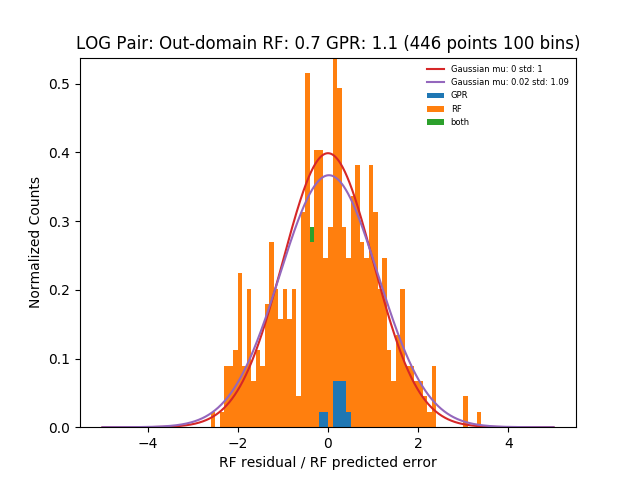 LOG Pair: Out-domain RF: 0.7 GPR: 1.1 (446 points 100 bins)
Gaussian mu: 0 std: 1
Gaussian mu: 0.02 std: 1.09
GPR
RF
both
Normalized Counts
0.5
0.4
0.3
0.2
0.1
0.0
−4 −2 0 2 4
RF residual / RF predicted error